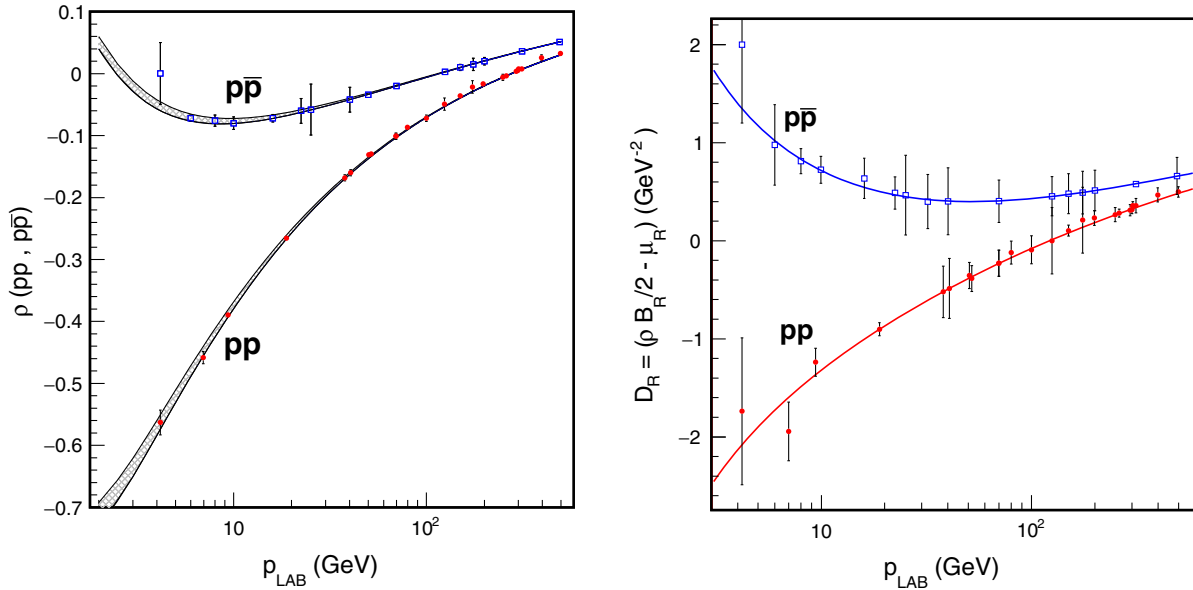 0.1
0
−0.1
−0.2
−0.3
−0.4
−0.5
−0.6
−0.7
ρ (pp , pp̅)
pp̅
pp
10
10²
p_LAB (GeV)
2
1
0
−1
−2
D_R = (ρ B_R/2 - μ_R) (GeV⁻²)
pp̅
pp
10
10²
p_LAB (GeV)